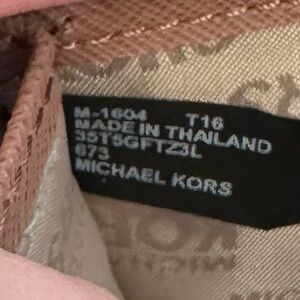 M-1604 T16
MADE IN THAILAND
35T5GFTZ3L
673
MICHAEL KORS